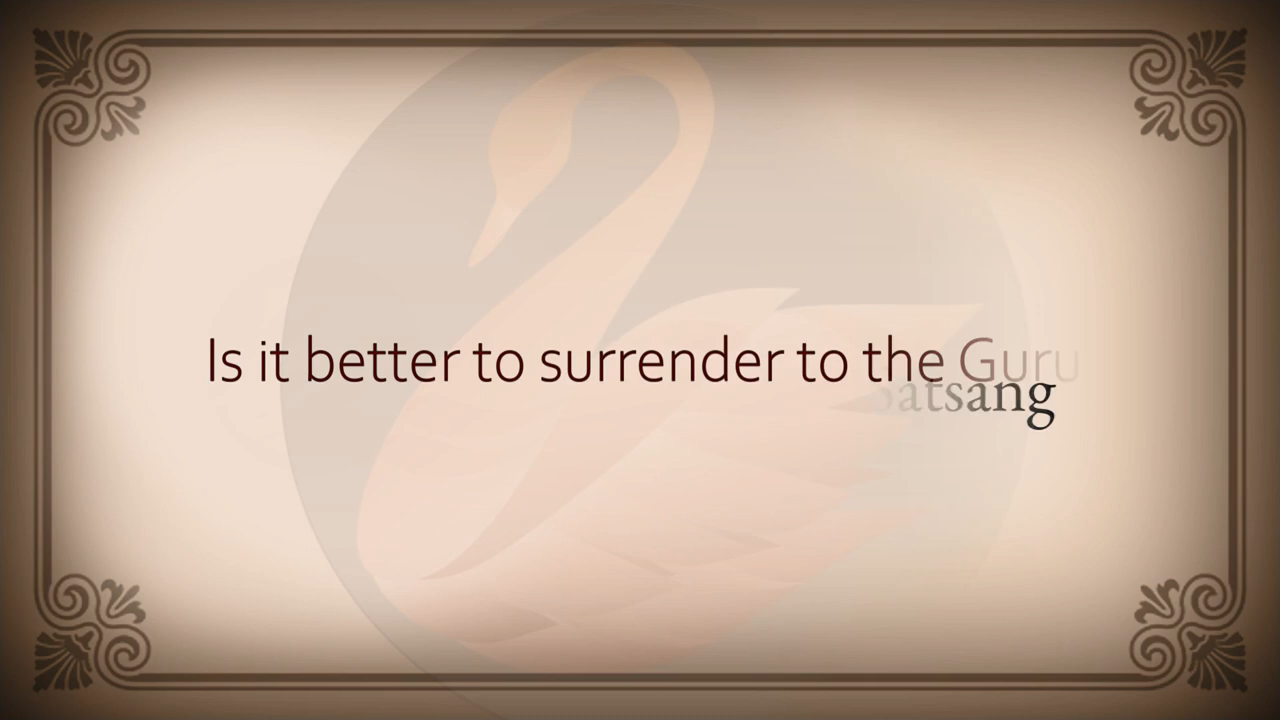 Is it better to surrender to the Guru
satsang